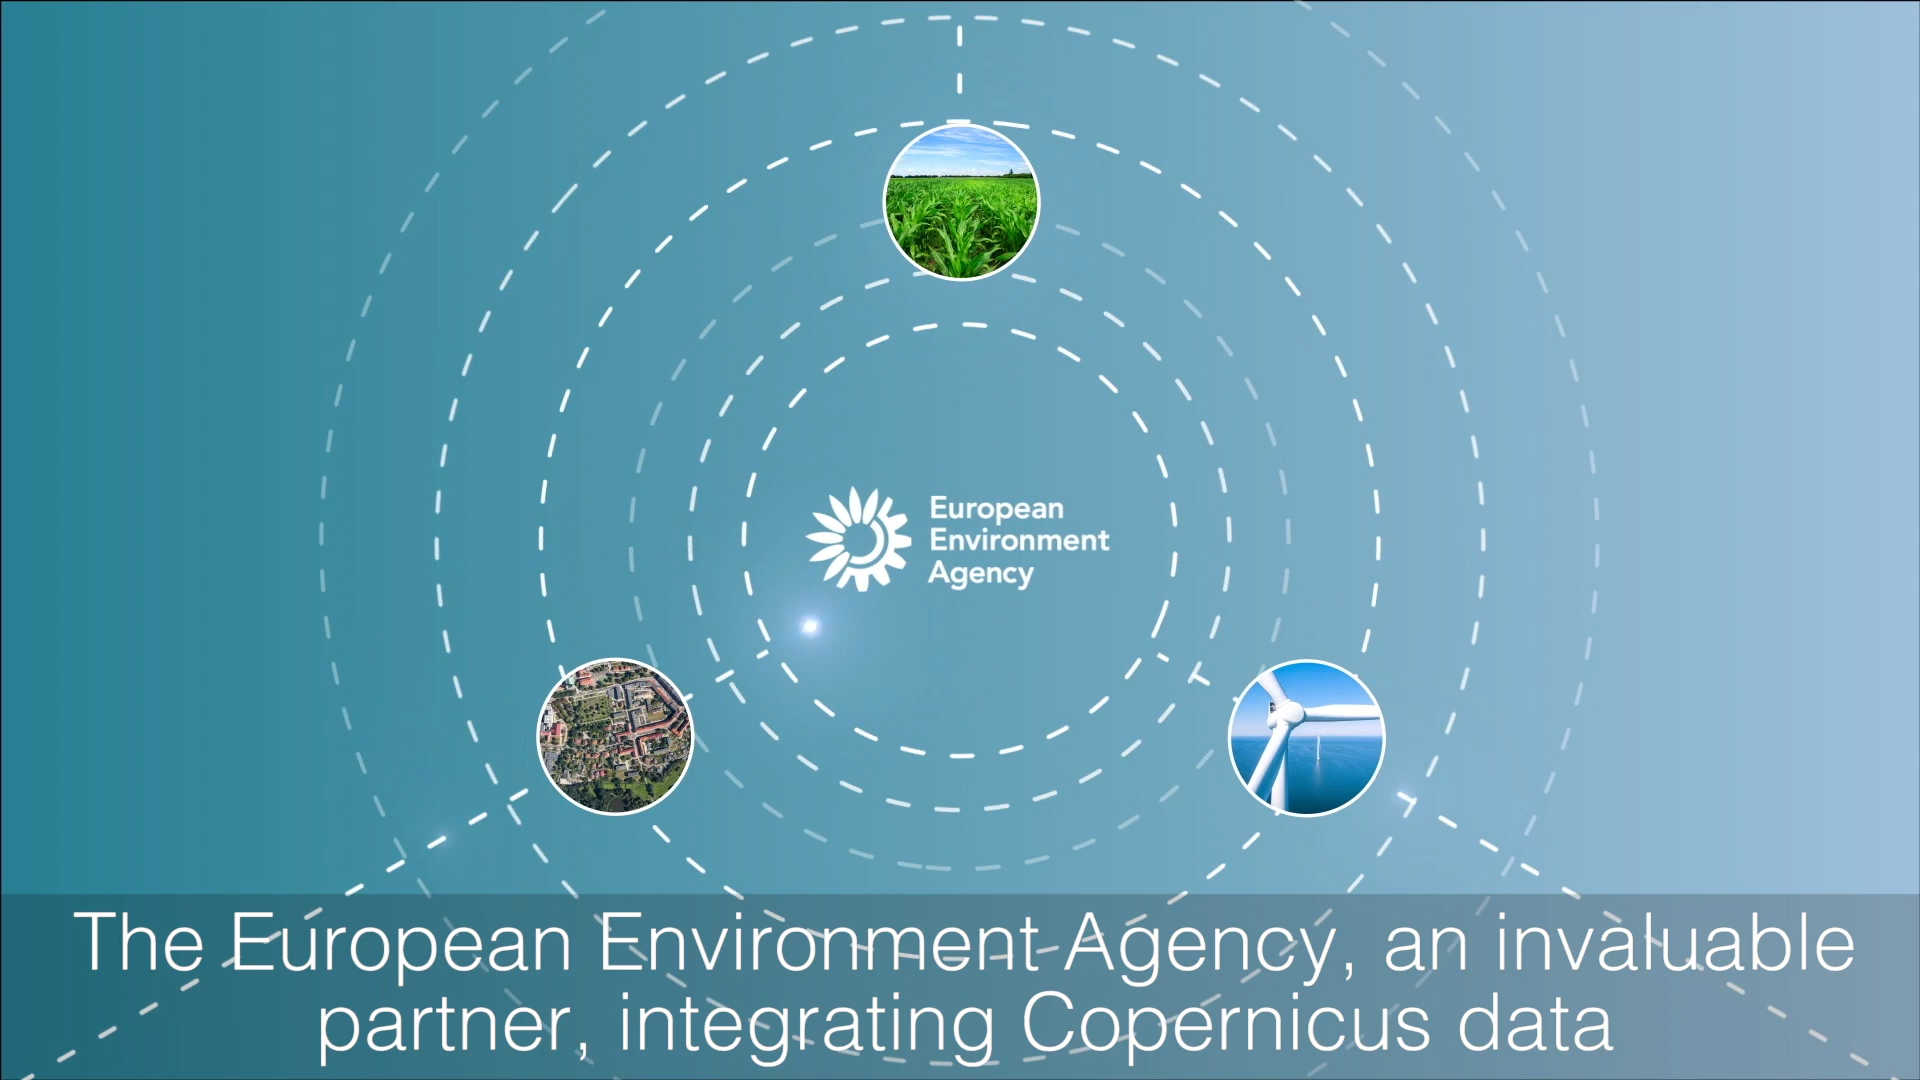 European
Environment
Agency
The European Environment Agency, an invaluable
partner, integrating Copernicus data